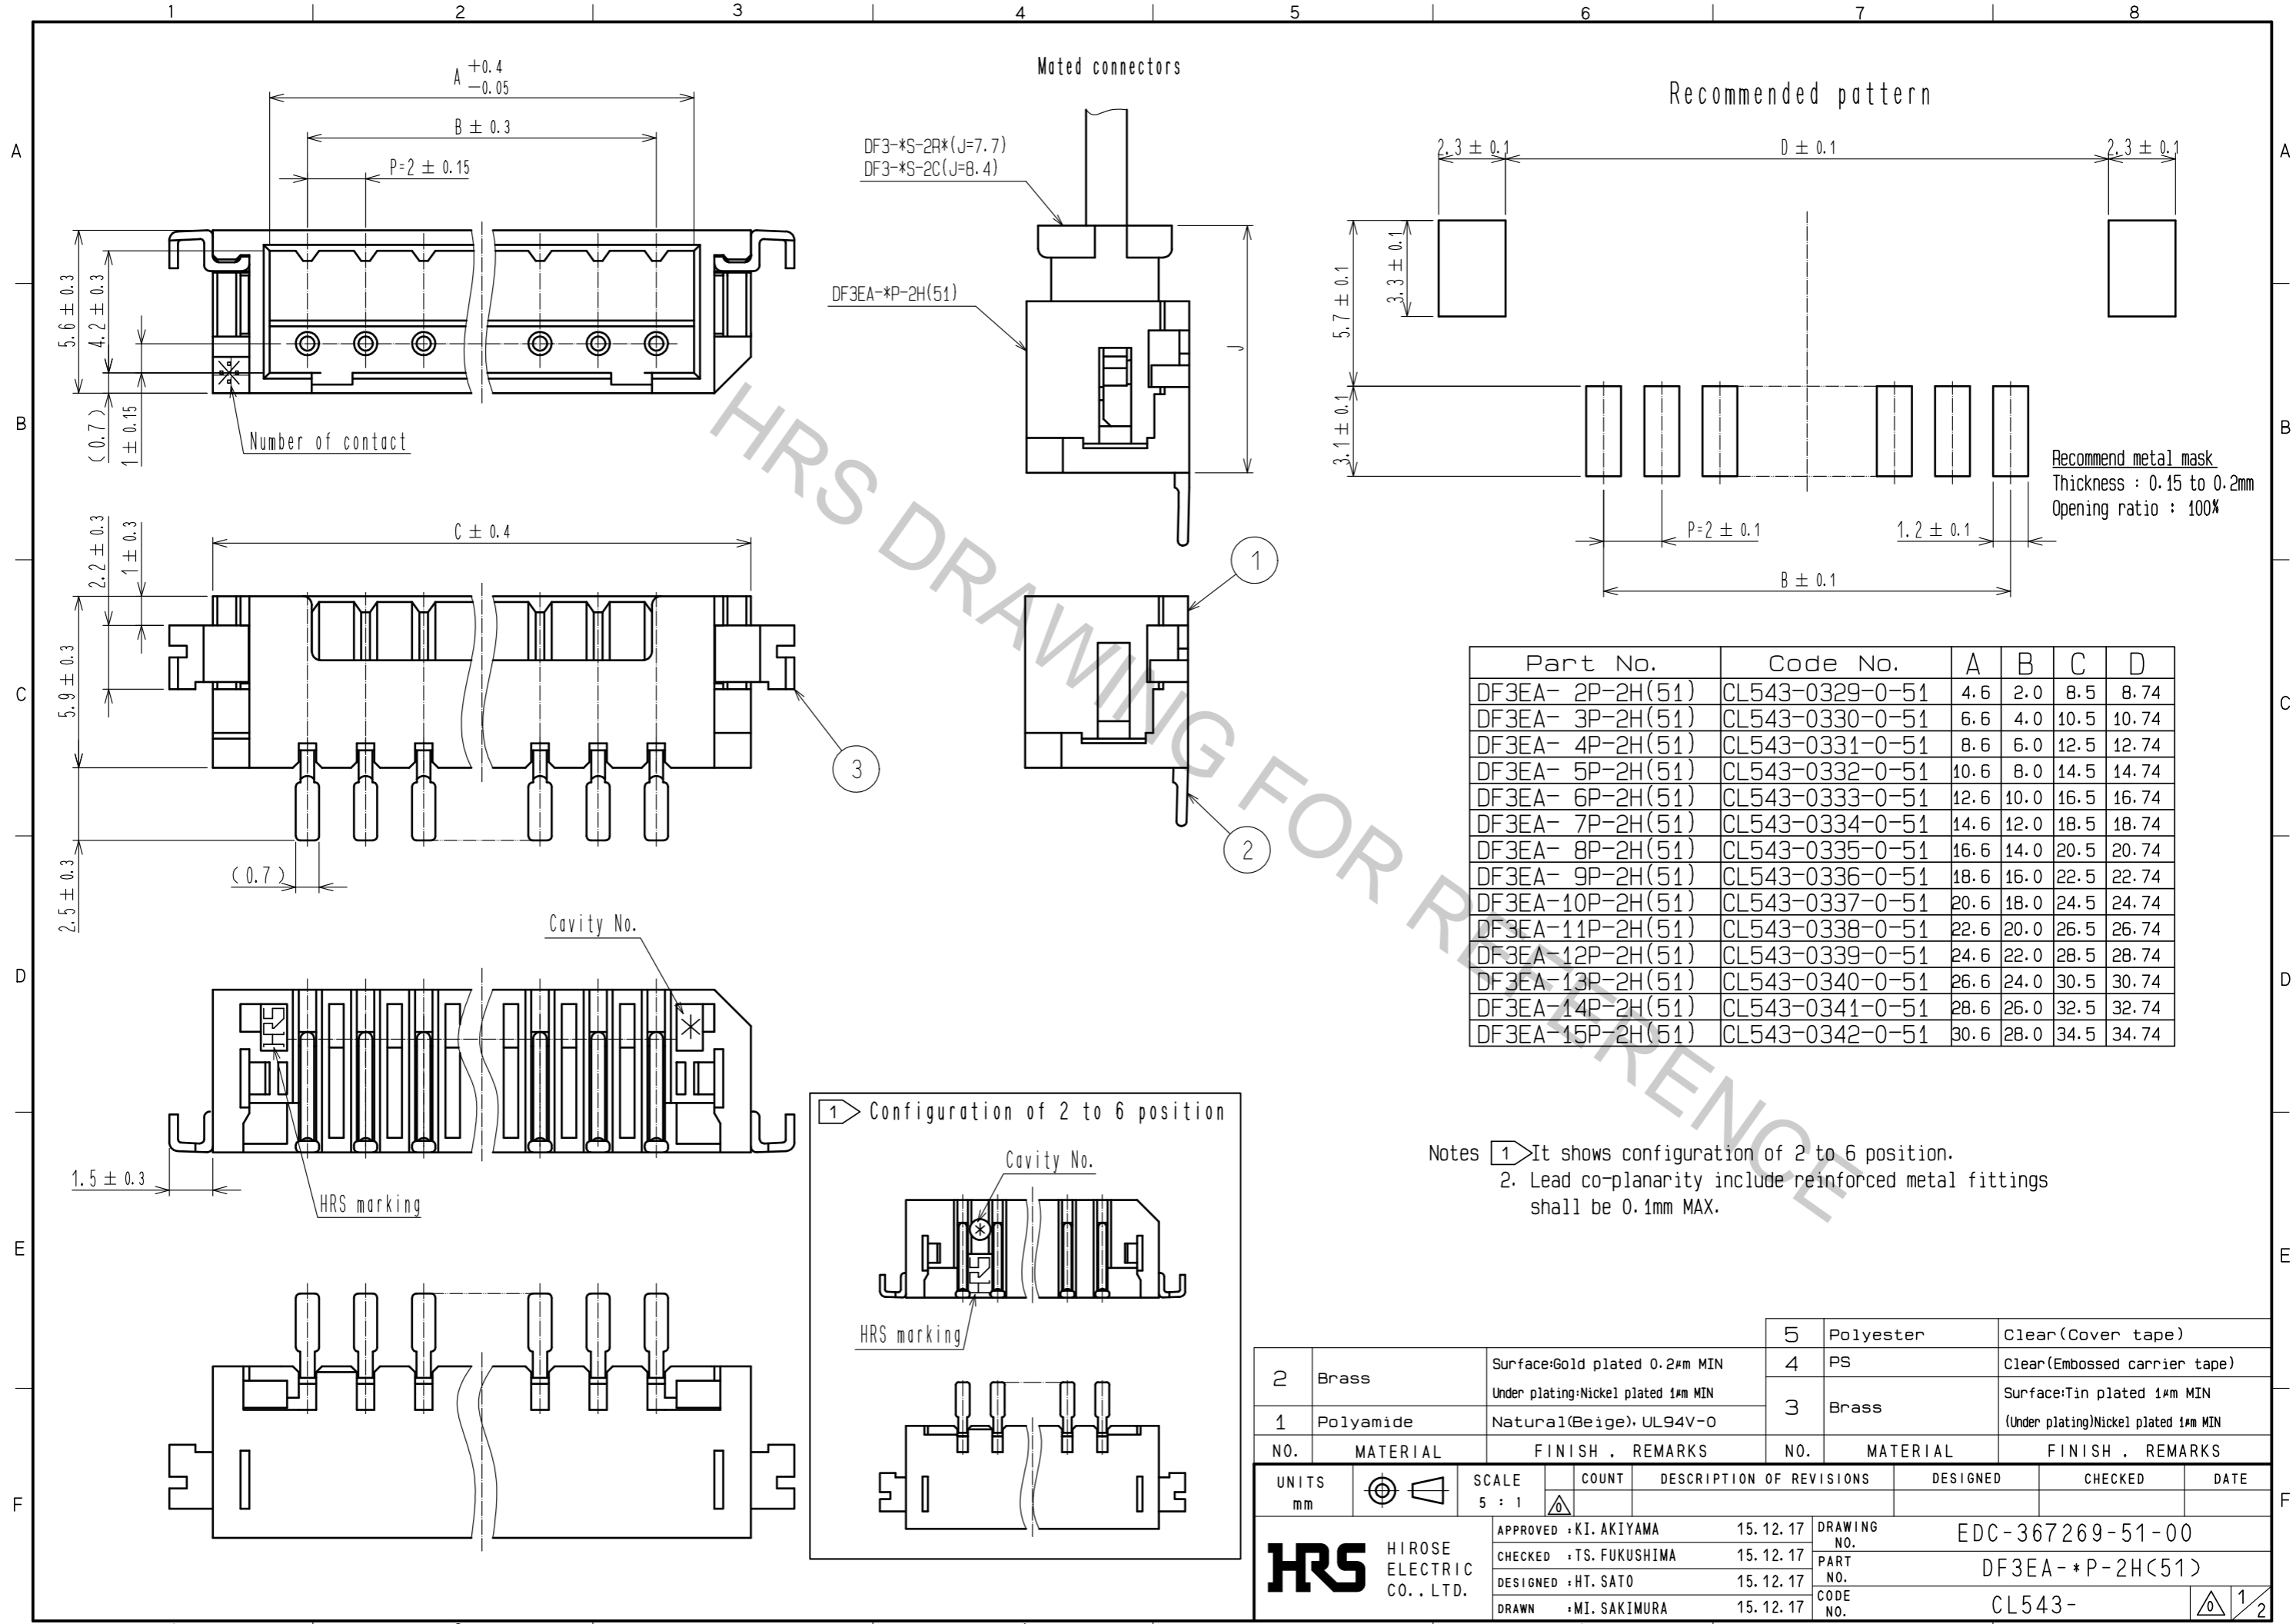 1 2 3 4 5 6 7 8
A
B
C
D
E
F
A
B
C
D
E
F
A +0.4 −0.05
B ± 0.3
P=2 ± 0.15
5.6 ± 0.3
4.2 ± 0.3
(0.7)
1 ± 0.15
Number of contact
Mated connectors
DF3-*S-2R*(J=7.7)
DF3-*S-2C(J=8.4)
DF3EA-*P-2H(51)
J
Recommended pattern
2.3 ± 0.1
D ± 0.1
2.3 ± 0.1
5.7 ± 0.1
3.3 ± 0.1
3.1 ± 0.1
P=2 ± 0.1
1.2 ± 0.1
B ± 0.1
Recommend metal mask
Thickness : 0.15 to 0.2mm
Opening ratio : 100%
2.2 ± 0.3
1 ± 0.3
C ± 0.4
5.9 ± 0.3
2.5 ± 0.3
(0.7)
1
2
3
HRS DRAWING FOR REFERENCE
Part No. Code No. A B C D
DF3EA- 2P-2H(51) CL543-0329-0-51 4.6 2.0 8.5 8.74
DF3EA- 3P-2H(51) CL543-0330-0-51 6.6 4.0 10.5 10.74
DF3EA- 4P-2H(51) CL543-0331-0-51 8.6 6.0 12.5 12.74
DF3EA- 5P-2H(51) CL543-0332-0-51 10.6 8.0 14.5 14.74
DF3EA- 6P-2H(51) CL543-0333-0-51 12.6 10.0 16.5 16.74
DF3EA- 7P-2H(51) CL543-0334-0-51 14.6 12.0 18.5 18.74
DF3EA- 8P-2H(51) CL543-0335-0-51 16.6 14.0 20.5 20.74
DF3EA- 9P-2H(51) CL543-0336-0-51 18.6 16.0 22.5 22.74
DF3EA-10P-2H(51) CL543-0337-0-51 20.6 18.0 24.5 24.74
DF3EA-11P-2H(51) CL543-0338-0-51 22.6 20.0 26.5 26.74
DF3EA-12P-2H(51) CL543-0339-0-51 24.6 22.0 28.5 28.74
DF3EA-13P-2H(51) CL543-0340-0-51 26.6 24.0 30.5 30.74
DF3EA-14P-2H(51) CL543-0341-0-51 28.6 26.0 32.5 32.74
DF3EA-15P-2H(51) CL543-0342-0-51 30.6 28.0 34.5 34.74
Cavity No.
HRS
1.5 ± 0.3
HRS marking
1 Configuration of 2 to 6 position
Cavity No.
HRS
HRS marking
Notes 1 It shows configuration of 2 to 6 position.
2. Lead co-planarity include reinforced metal fittings
shall be 0.1mm MAX.
5 Polyester Clear(Cover tape)
4 PS Clear(Embossed carrier tape)
3 Brass Surface:Tin plated 1μm MIN
(Under plating)Nickel plated 1μm MIN
2 Brass Surface:Gold plated 0.2μm MIN
Under plating:Nickel plated 1μm MIN
1 Polyamide Natural(Beige), UL94V-0
NO. MATERIAL FINISH . REMARKS NO. MATERIAL FINISH . REMARKS
UNITS mm
SCALE 5 : 1
COUNT DESCRIPTION OF REVISIONS DESIGNED CHECKED DATE
0
HRS HIROSE ELECTRIC CO.,LTD.
APPROVED :KI.AKIYAMA 15.12.17
CHECKED :TS.FUKUSHIMA 15.12.17
DESIGNED :HT.SATO 15.12.17
DRAWN :MI.SAKIMURA 15.12.17
DRAWING NO. EDC-367269-51-00
PART NO. DF3EA-*P-2H(51)
CODE NO. CL543-
0 1/2